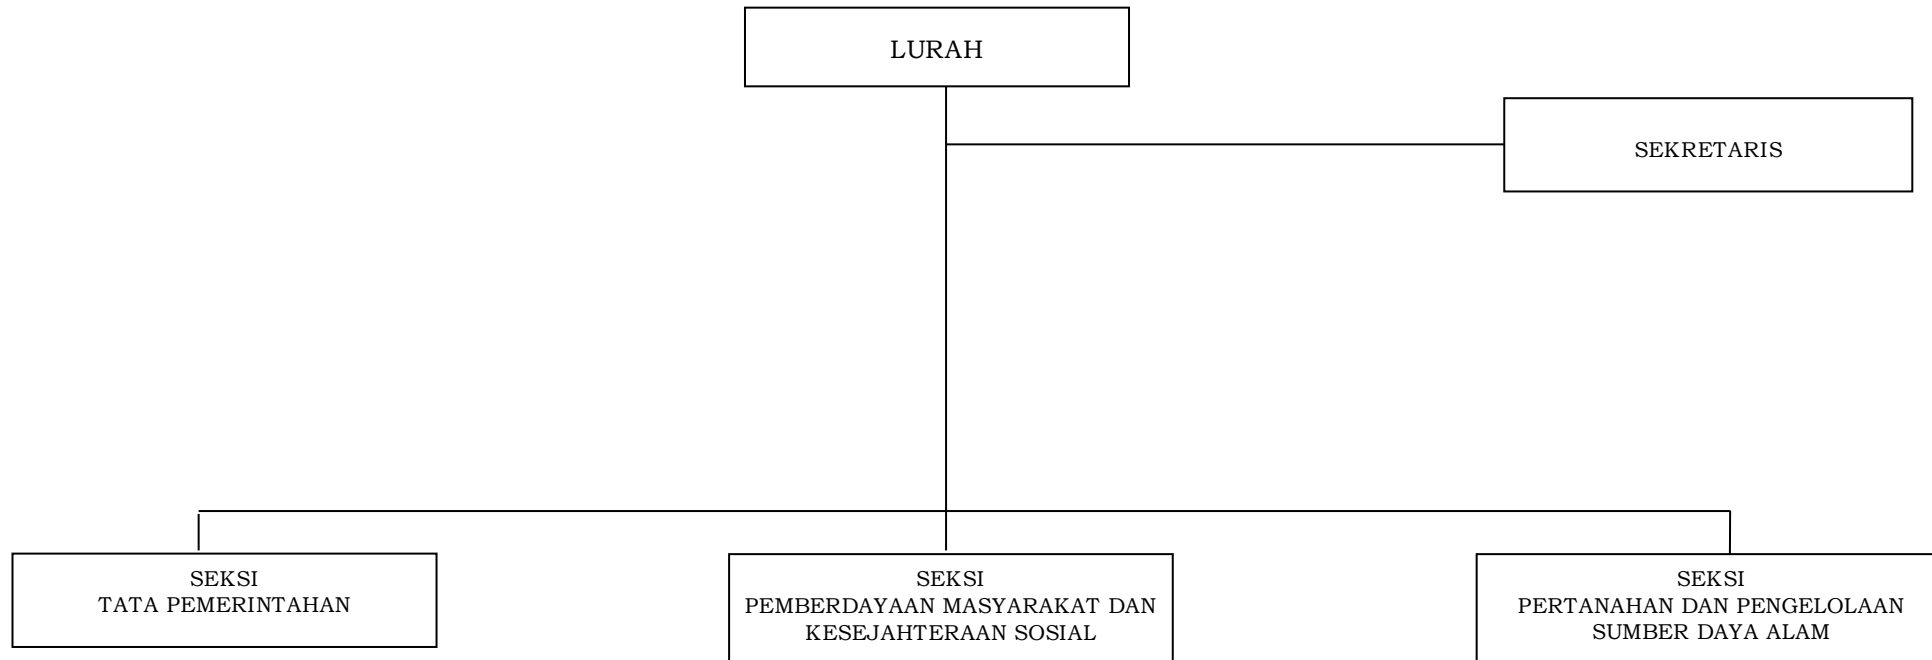 LURAH
SEKRETARIS
SEKSI
TATA PEMERINTAHAN
SEKSI
PEMBERDAYAAN MASYARAKAT DAN
KESEJAHTERAAN SOSIAL
SEKSI
PERTANAHAN DAN PENGELOLAAN
SUMBER DAYA ALAM